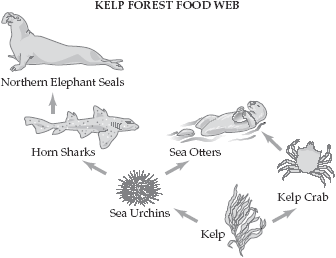 KELP FOREST FOOD WEB
Northern Elephant Seals
Horn Sharks
Sea Otters
Kelp Crab
Sea Urchins
Kelp